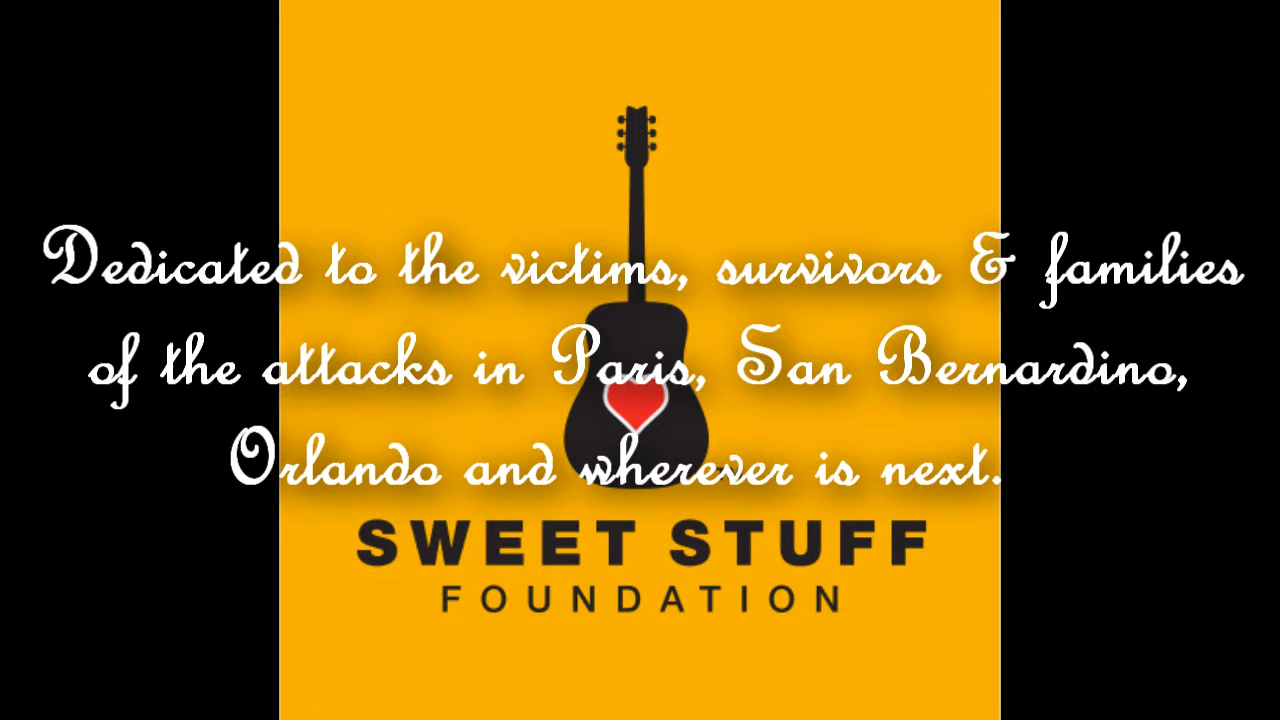 Dedicated to the victims, survivors & families
of the attacks in Paris, San Bernardino,
Orlando and wherever is next.
SWEET STUFF
FOUNDATION